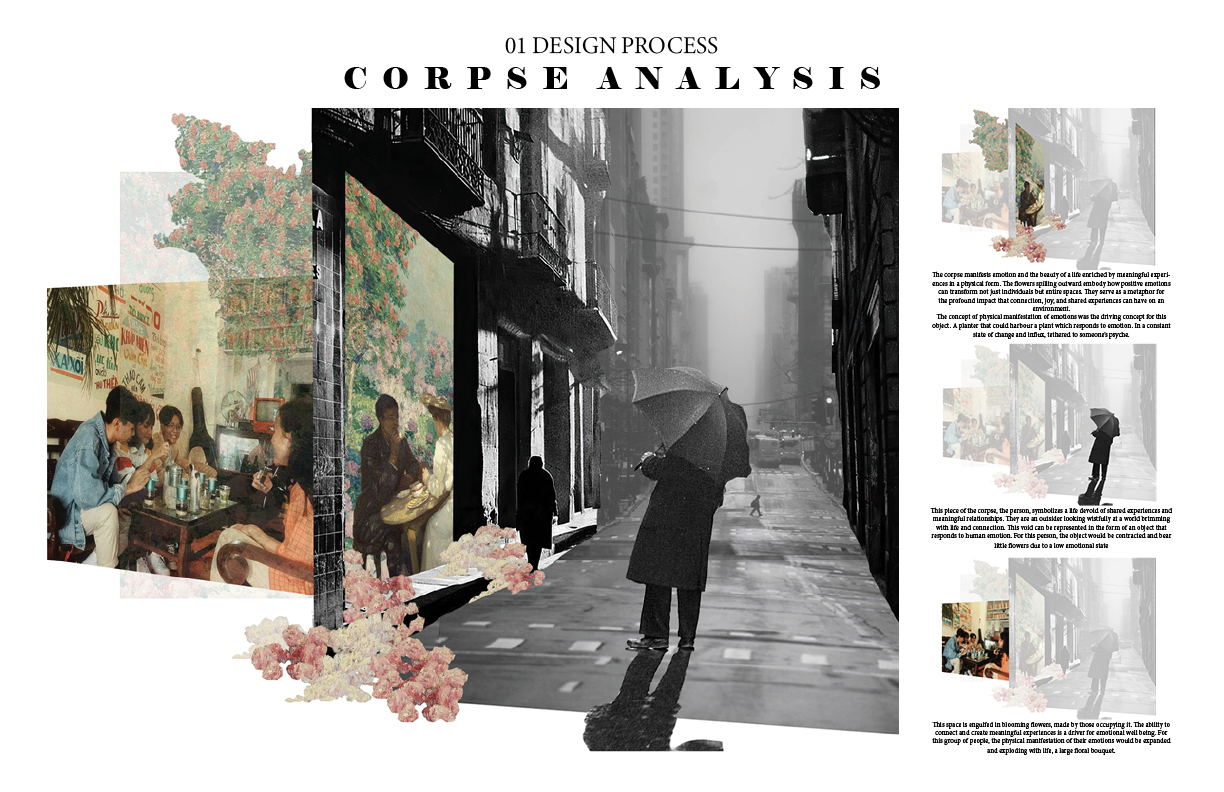 01 DESIGN PROCESS
CORPSE ANALYSIS
KANOÏ
The corpse manifests emotion and the beauty of a life enriched by meaningful experi-
ences in a physical form. The flowers spilling outward embody how positive emotions
can transform not just individuals but entire spaces. They serve as a metaphor for
the profound impact that connection, joy, and shared experiences can have on an
environment.
The concept of physical manifestation of emotions was the driving concept for this
object. A planter that could harbour a plant which responds to emotion. In a constant
state of change and influx, tethered to someone's psyche.
This piece of the corpse, the person, symbolizes a life devoid of shared experiences and
meaningful relationships. They are an outsider looking wistfully at a world brimming
with life and connection. This void can be represented in the form of an object that
responds to human emotion. For this person, the object would be contracted and bear
little flowers due to a low emotional state
This space is engulfed in blooming flowers, made by those occupying it. The ability to
connect and create meaningful experiences is a driver for emotional well being. For
this group of people, the physical manifestation of their emotions would be expanded
and exploding with life, a large floral bouquet.